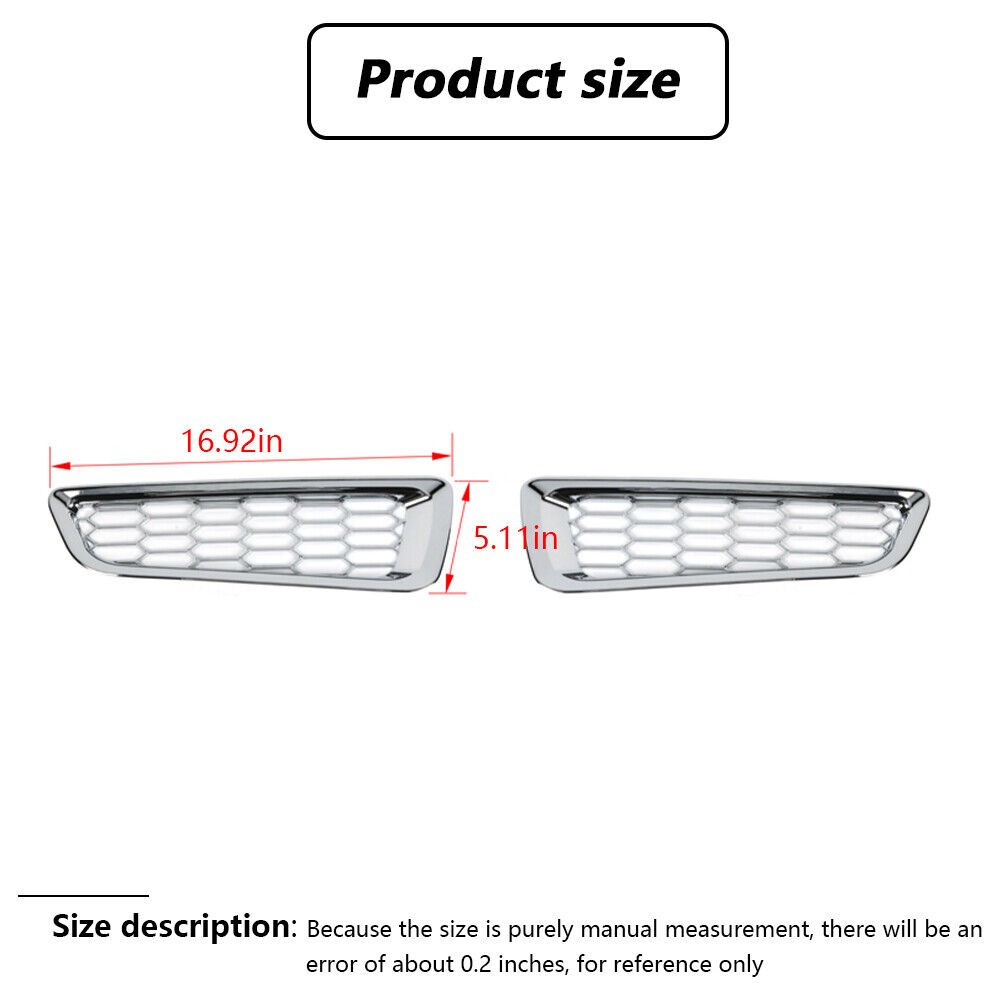 Product size
16.92in
5.11in
Size description: Because the size is purely manual measurement, there will be an
error of about 0.2 inches, for reference only